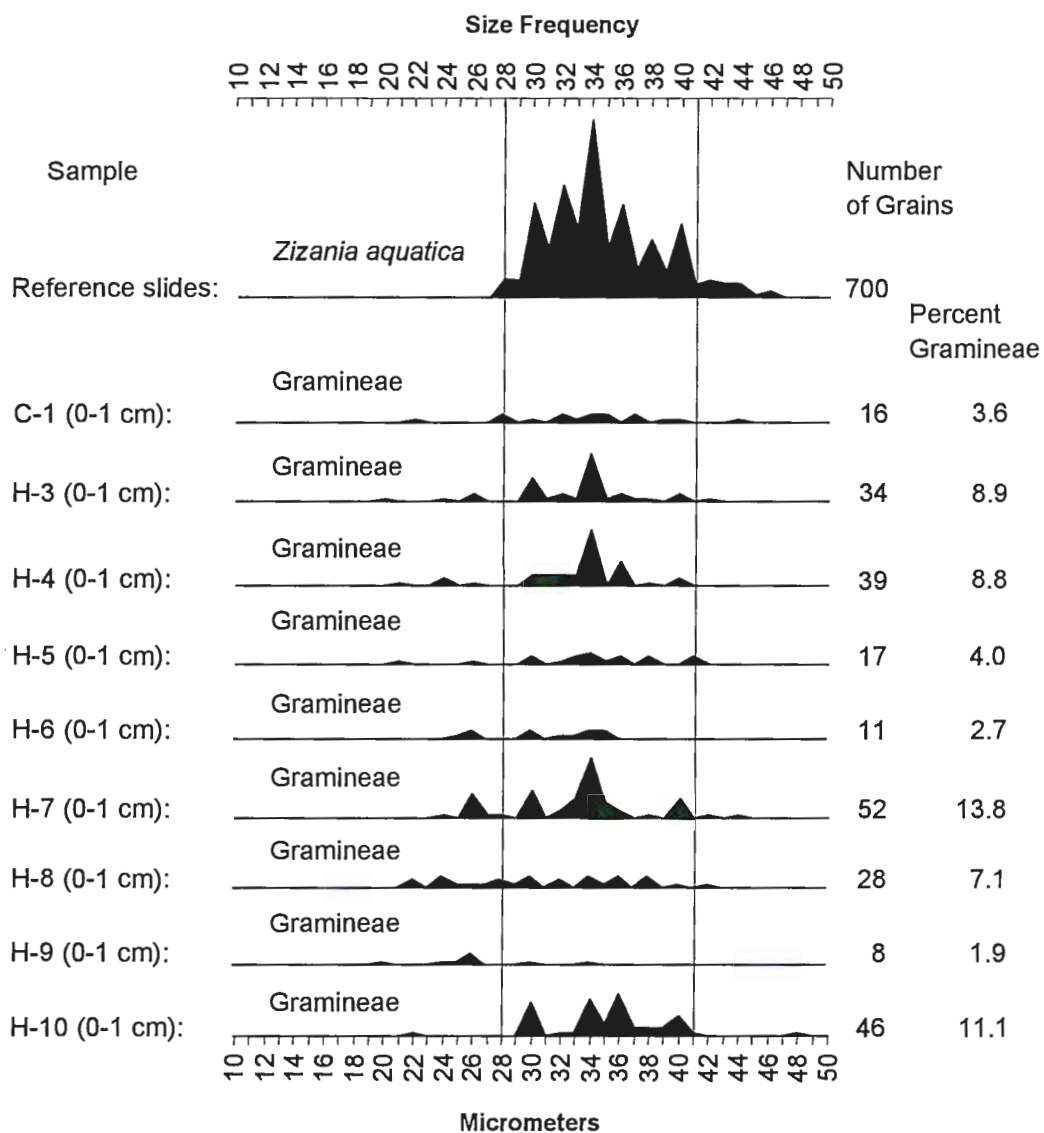 Size Frequency
10 12 14 16 18 20 22 24 26 28 30 32 34 36 38 40 42 44 46 48 50
Sample
Number
of Grains
Zizania aquatica
Reference slides: 700
Percent
Gramineae
Gramineae
C-1 (0-1 cm): 16 3.6
Gramineae
H-3 (0-1 cm): 34 8.9
Gramineae
H-4 (0-1 cm): 39 8.8
Gramineae
H-5 (0-1 cm): 17 4.0
Gramineae
H-6 (0-1 cm): 11 2.7
Gramineae
H-7 (0-1 cm): 52 13.8
Gramineae
H-8 (0-1 cm): 28 7.1
Gramineae
H-9 (0-1 cm): 8 1.9
Gramineae
H-10 (0-1 cm): 46 11.1
10 12 14 16 18 20 22 24 26 28 30 32 34 36 38 40 42 44 46 48 50
Micrometers